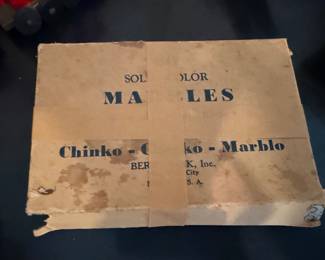 SOL OLOR
MA LES
Chinko - C ko - Marblo
BER K, Inc.
City
S. A.